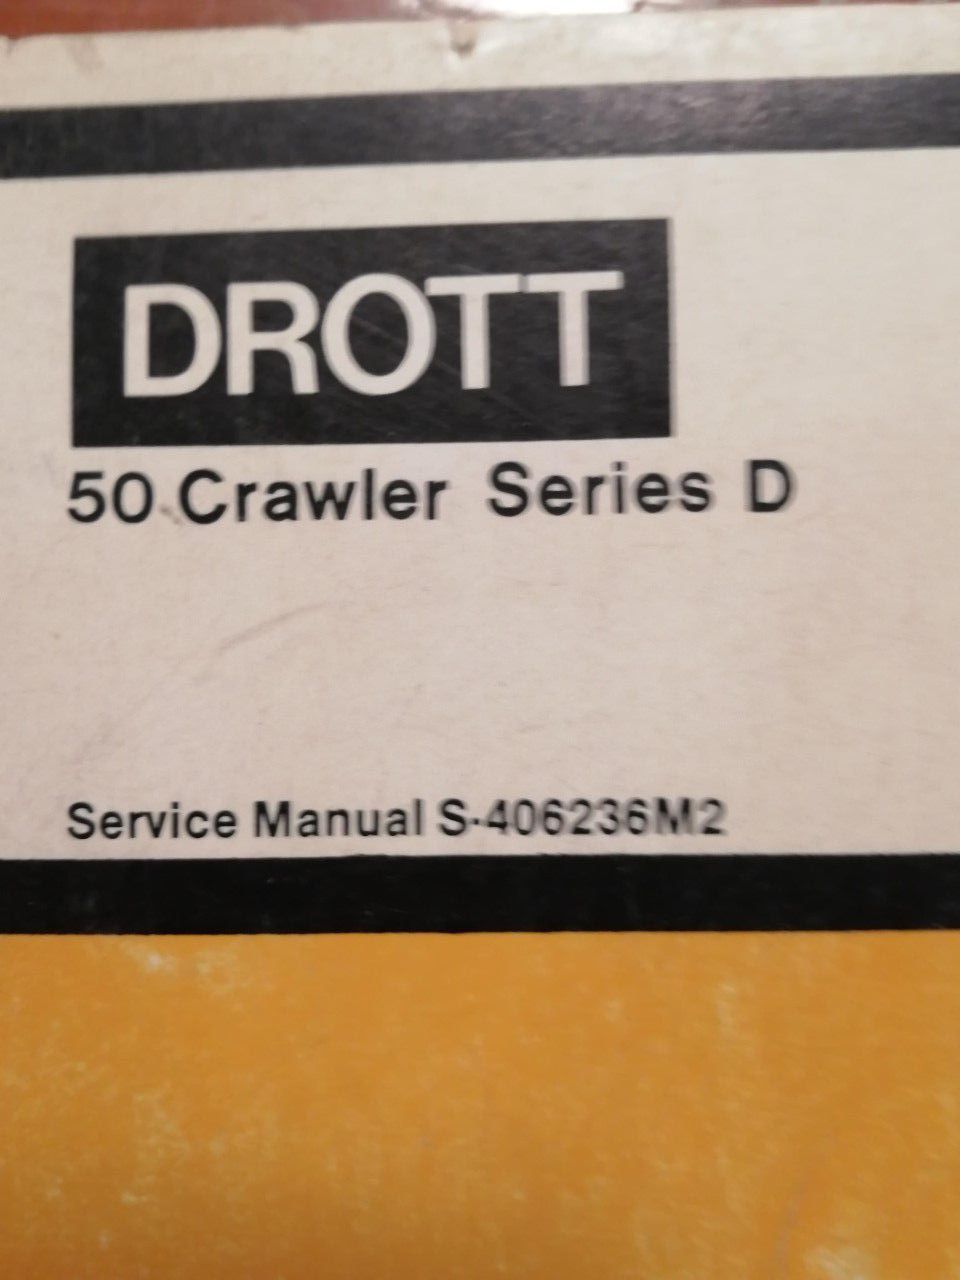 DROTT
50 Crawler Series D
Service Manual S-406236M2